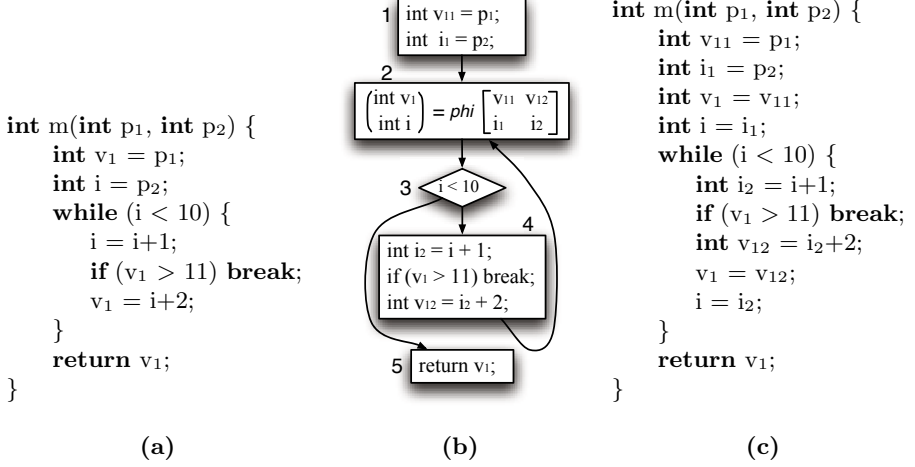 int m(int p₁, int p₂) {
int v₁ = p₁;
int i = p₂;
while (i < 10) {
i = i+1;
if (v₁ > 11) break;
v₁ = i+2;
}
return v₁;
}
(a)
1
int v₁₁ = p₁;
int i₁ = p₂;
2
(int v₁ = phi [v₁₁ v₁₂
int i) i₁ i₂]
3
i < 10
4
int i₂ = i + 1;
if (v₁ > 11) break;
int v₁₂ = i₂ + 2;
5
return v₁;
(b)
int m(int p₁, int p₂) {
int v₁₁ = p₁;
int i₁ = p₂;
int v₁ = v₁₁;
int i = i₁;
while (i < 10) {
int i₂ = i+1;
if (v₁ > 11) break;
int v₁₂ = i₂+2;
v₁ = v₁₂;
i = i₂;
}
return v₁;
}
(c)